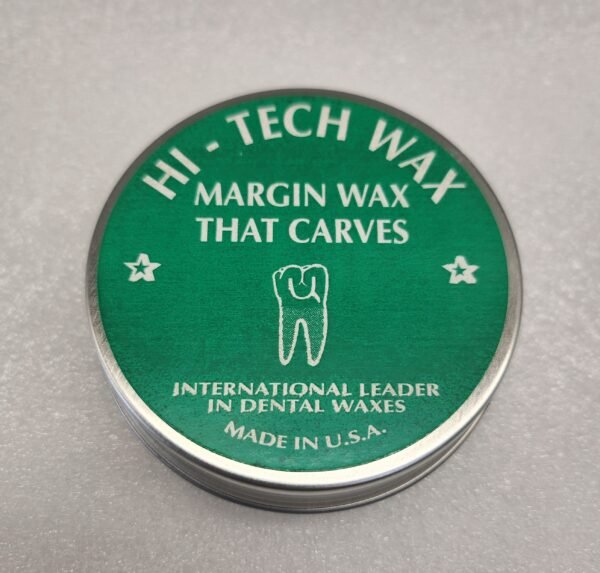 HI - TECH WAX
MARGIN WAX
THAT CARVES
INTERNATIONAL LEADER
IN DENTAL WAXES
MADE IN U.S.A.